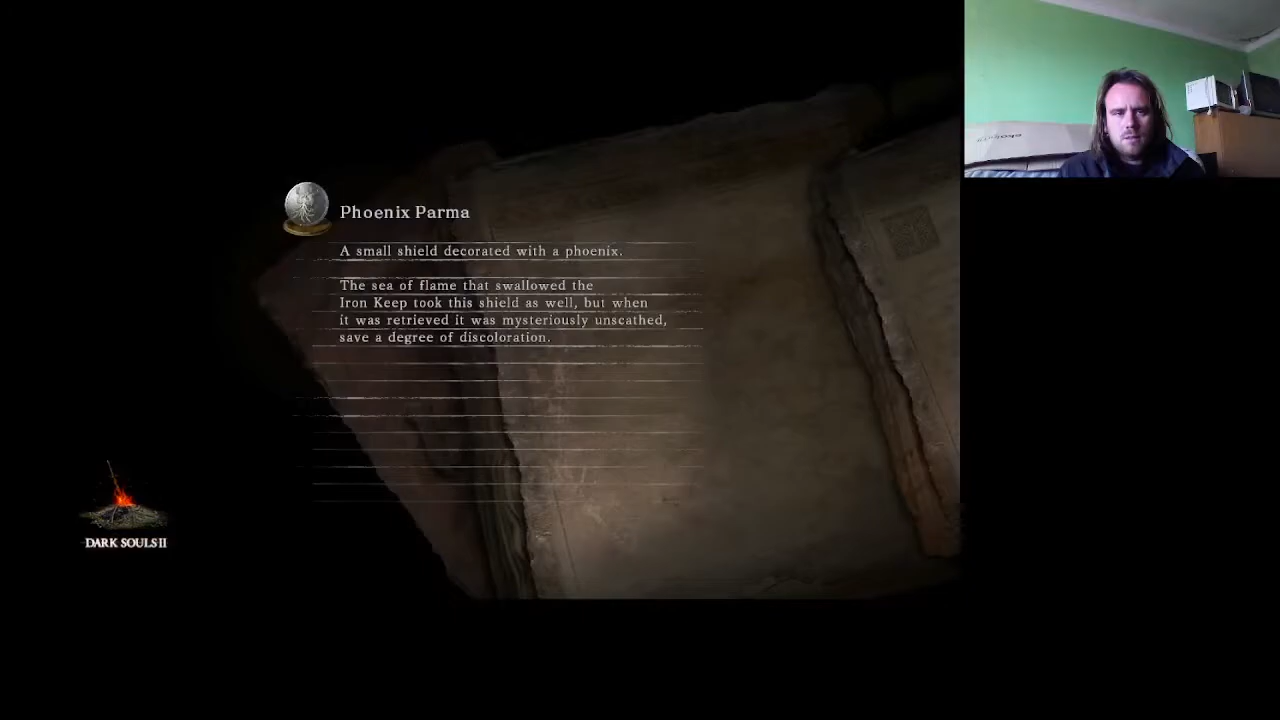 Phoenix Parma
A small shield decorated with a phoenix.
The sea of flame that swallowed the
Iron Keep took this shield as well, but when
it was retrieved it was mysteriously unscathed,
save a degree of discoloration.
DARK SOULS II